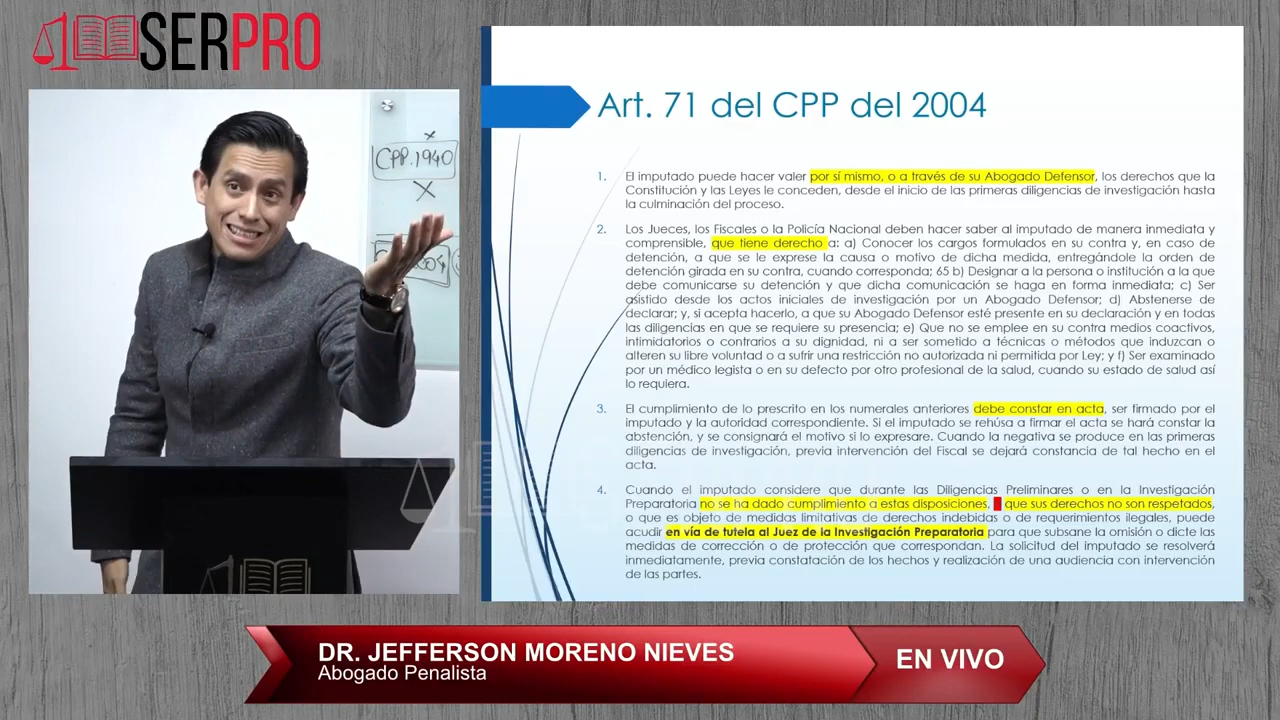 SERPRO
CPP.1940
Art. 71 del CPP del 2004
1. El imputado puede hacer valer por sí mismo, o a través de su Abogado Defensor, los derechos que la
Constitución y las Leyes le conceden, desde el inicio de las primeras diligencias de investigación hasta
la culminación del proceso.
2. Los Jueces, los Fiscales o la Policía Nacional deben hacer saber al imputado de manera inmediata y
comprensible, que tiene derecho a: a) Conocer los cargos formulados en su contra y, en caso de
detención, a que se le exprese la causa o motivo de dicha medida, entregándole la orden de
detención girada en su contra, cuando corresponda; 65 b) Designar a la persona o institución a la que
debe comunicarse su detención y que dicha comunicación se haga en forma inmediata; c) Ser
asistido desde los actos iniciales de investigación por un Abogado Defensor; d) Abstenerse de
declarar; y, si acepta hacerlo, a que su Abogado Defensor esté presente en su declaración y en todas
las diligencias en que se requiere su presencia; e) Que no se emplee en su contra medios coactivos,
intimidatorios o contrarios a su dignidad, ni a ser sometido a técnicas o métodos que induzcan o
alteren su libre voluntad o a sufrir una restricción no autorizada ni permitida por Ley; y f) Ser examinado
por un médico legista o en su defecto por otro profesional de la salud, cuando su estado de salud así
lo requiera.
3. El cumplimiento de lo prescrito en los numerales anteriores debe constar en acta, ser firmado por el
imputado y la autoridad correspondiente. Si el imputado se rehúsa a firmar el acta se hará constar la
abstención, y se consignará el motivo si lo expresare. Cuando la negativa se produce en las primeras
diligencias de investigación, previa intervención del Fiscal se dejará constancia de tal hecho en el
acta.
4. Cuando el imputado considere que durante las Diligencias Preliminares o en la Investigación
Preparatoria no se ha dado cumplimiento a estas disposiciones, que sus derechos no son respetados,
o que es objeto de medidas limitativas de derechos indebidas o de requerimientos ilegales, puede
acudir en vía de tutela al Juez de la Investigación Preparatoria para que subsane la omisión o dicte las
medidas de corrección o de protección que correspondan. La solicitud del imputado se resolverá
inmediatamente, previa constatación de los hechos y realización de una audiencia con intervención
de las partes.
DR. JEFFERSON MORENO NIEVES
Abogado Penalista
EN VIVO